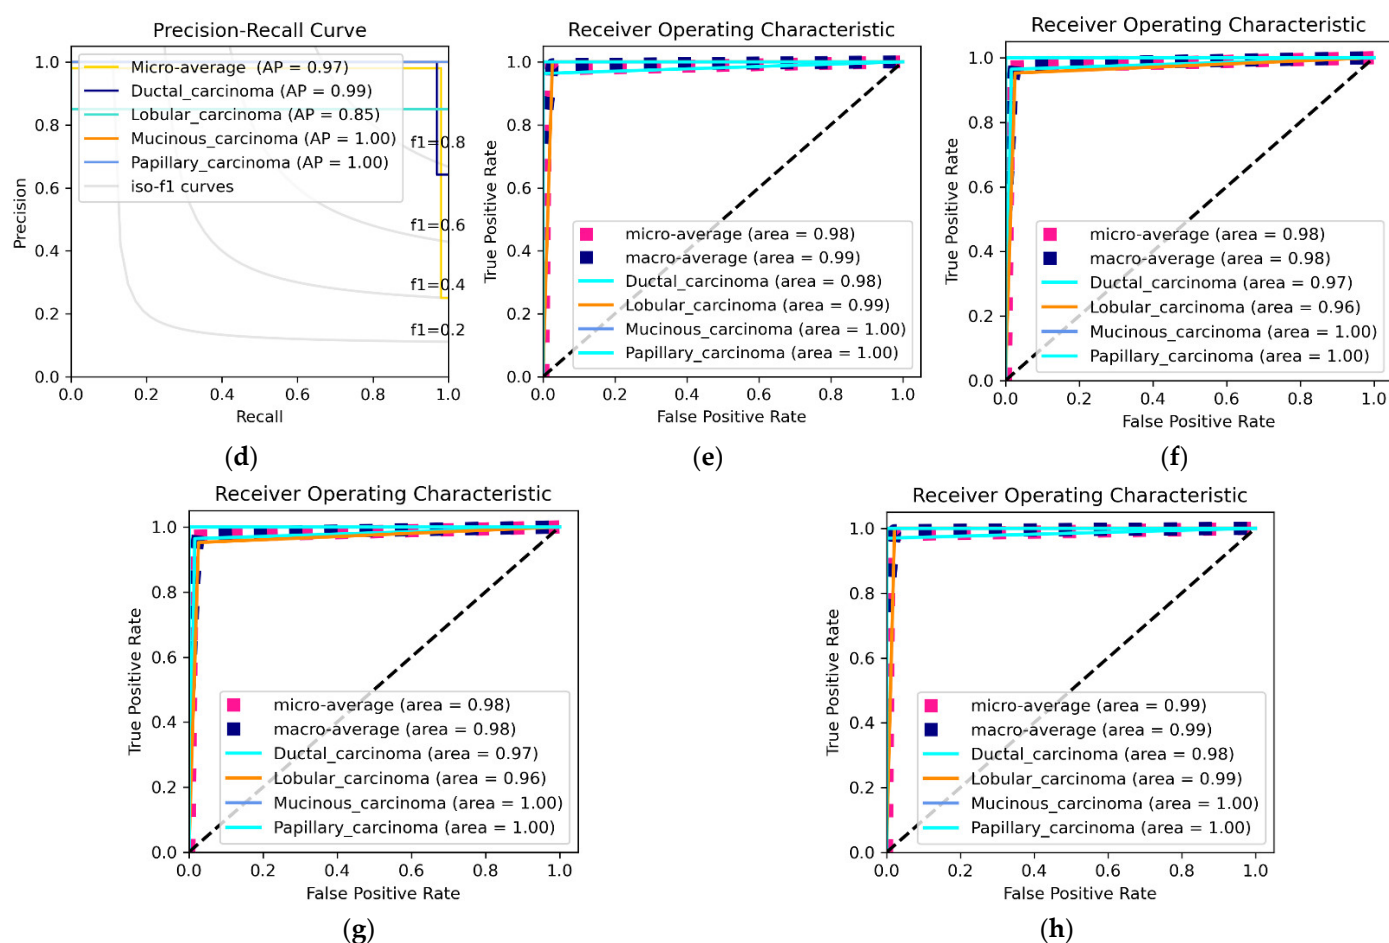 Precision-Recall Curve
1.0
0.8
0.6
0.4
0.2
0.0
Precision
Micro-average (AP = 0.97)
Ductal_carcinoma (AP = 0.99)
Lobular_carcinoma (AP = 0.85)
Mucinous_carcinoma (AP = 1.00)
Papillary_carcinoma (AP = 1.00)
iso-f1 curves
f1=0.8
f1=0.6
f1=0.4
f1=0.2
0.0 0.2 0.4 0.6 0.8 1.0
Recall
(d)
Receiver Operating Characteristic
1.0
0.8
0.6
0.4
0.2
0.0
True Positive Rate
micro-average (area = 0.98)
macro-average (area = 0.99)
Ductal_carcinoma (area = 0.98)
Lobular_carcinoma (area = 0.99)
Mucinous_carcinoma (area = 1.00)
Papillary_carcinoma (area = 1.00)
0.0 0.2 0.4 0.6 0.8 1.0
False Positive Rate
(e)
Receiver Operating Characteristic
1.0
0.8
0.6
0.4
0.2
0.0
True Positive Rate
micro-average (area = 0.98)
macro-average (area = 0.98)
Ductal_carcinoma (area = 0.97)
Lobular_carcinoma (area = 0.96)
Mucinous_carcinoma (area = 1.00)
Papillary_carcinoma (area = 1.00)
0.0 0.2 0.4 0.6 0.8 1.0
False Positive Rate
(f)
Receiver Operating Characteristic
1.0
0.8
0.6
0.4
0.2
0.0
True Positive Rate
micro-average (area = 0.98)
macro-average (area = 0.98)
Ductal_carcinoma (area = 0.97)
Lobular_carcinoma (area = 0.96)
Mucinous_carcinoma (area = 1.00)
Papillary_carcinoma (area = 1.00)
0.0 0.2 0.4 0.6 0.8 1.0
False Positive Rate
(g)
Receiver Operating Characteristic
1.0
0.8
0.6
0.4
0.2
0.0
True Positive Rate
micro-average (area = 0.99)
macro-average (area = 0.99)
Ductal_carcinoma (area = 0.98)
Lobular_carcinoma (area = 0.99)
Mucinous_carcinoma (area = 1.00)
Papillary_carcinoma (area = 1.00)
0.0 0.2 0.4 0.6 0.8 1.0
False Positive Rate
(h)